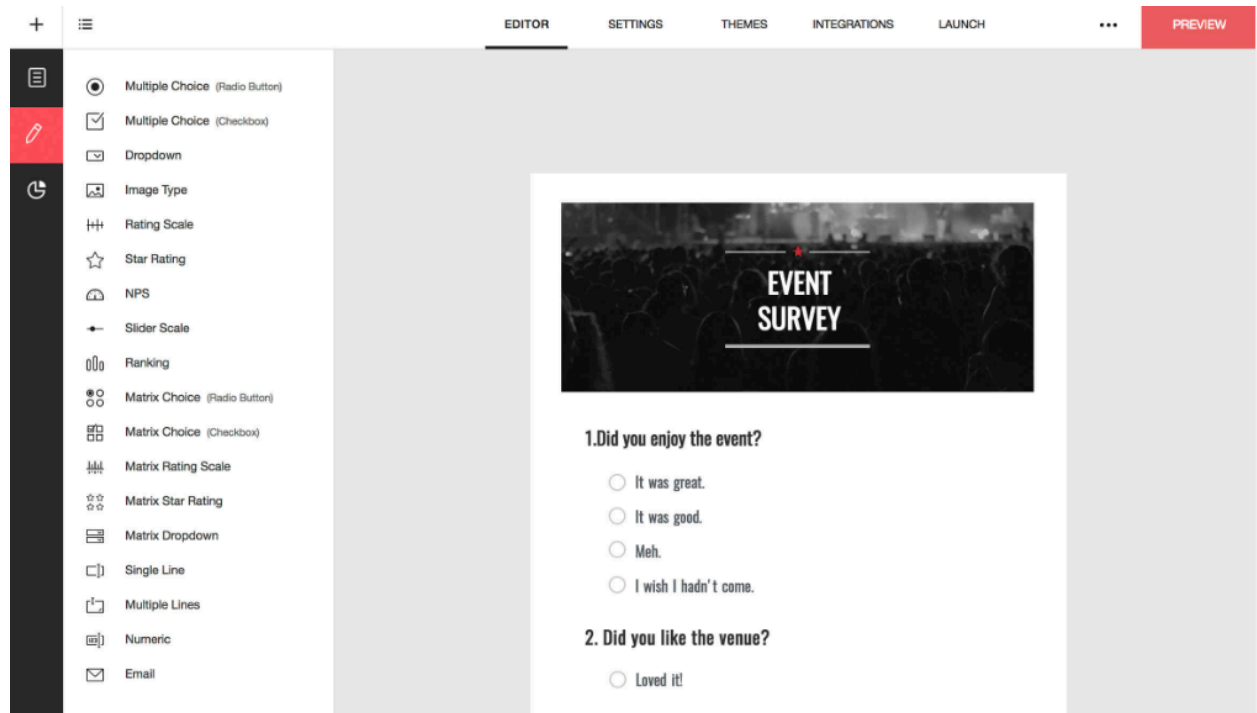 EDITOR SETTINGS THEMES INTEGRATIONS LAUNCH PREVIEW
Multiple Choice (Radio Button)
Multiple Choice (Checkbox)
Dropdown
Image Type
Rating Scale
Star Rating
NPS
Slider Scale
Ranking
Matrix Choice (Radio Button)
Matrix Choice (Checkbox)
Matrix Rating Scale
Matrix Star Rating
Matrix Dropdown
Single Line
Multiple Lines
Numeric
Email
EVENT
SURVEY
1.Did you enjoy the event?
It was great.
It was good.
Meh.
I wish I hadn't come.
2. Did you like the venue?
Loved it!